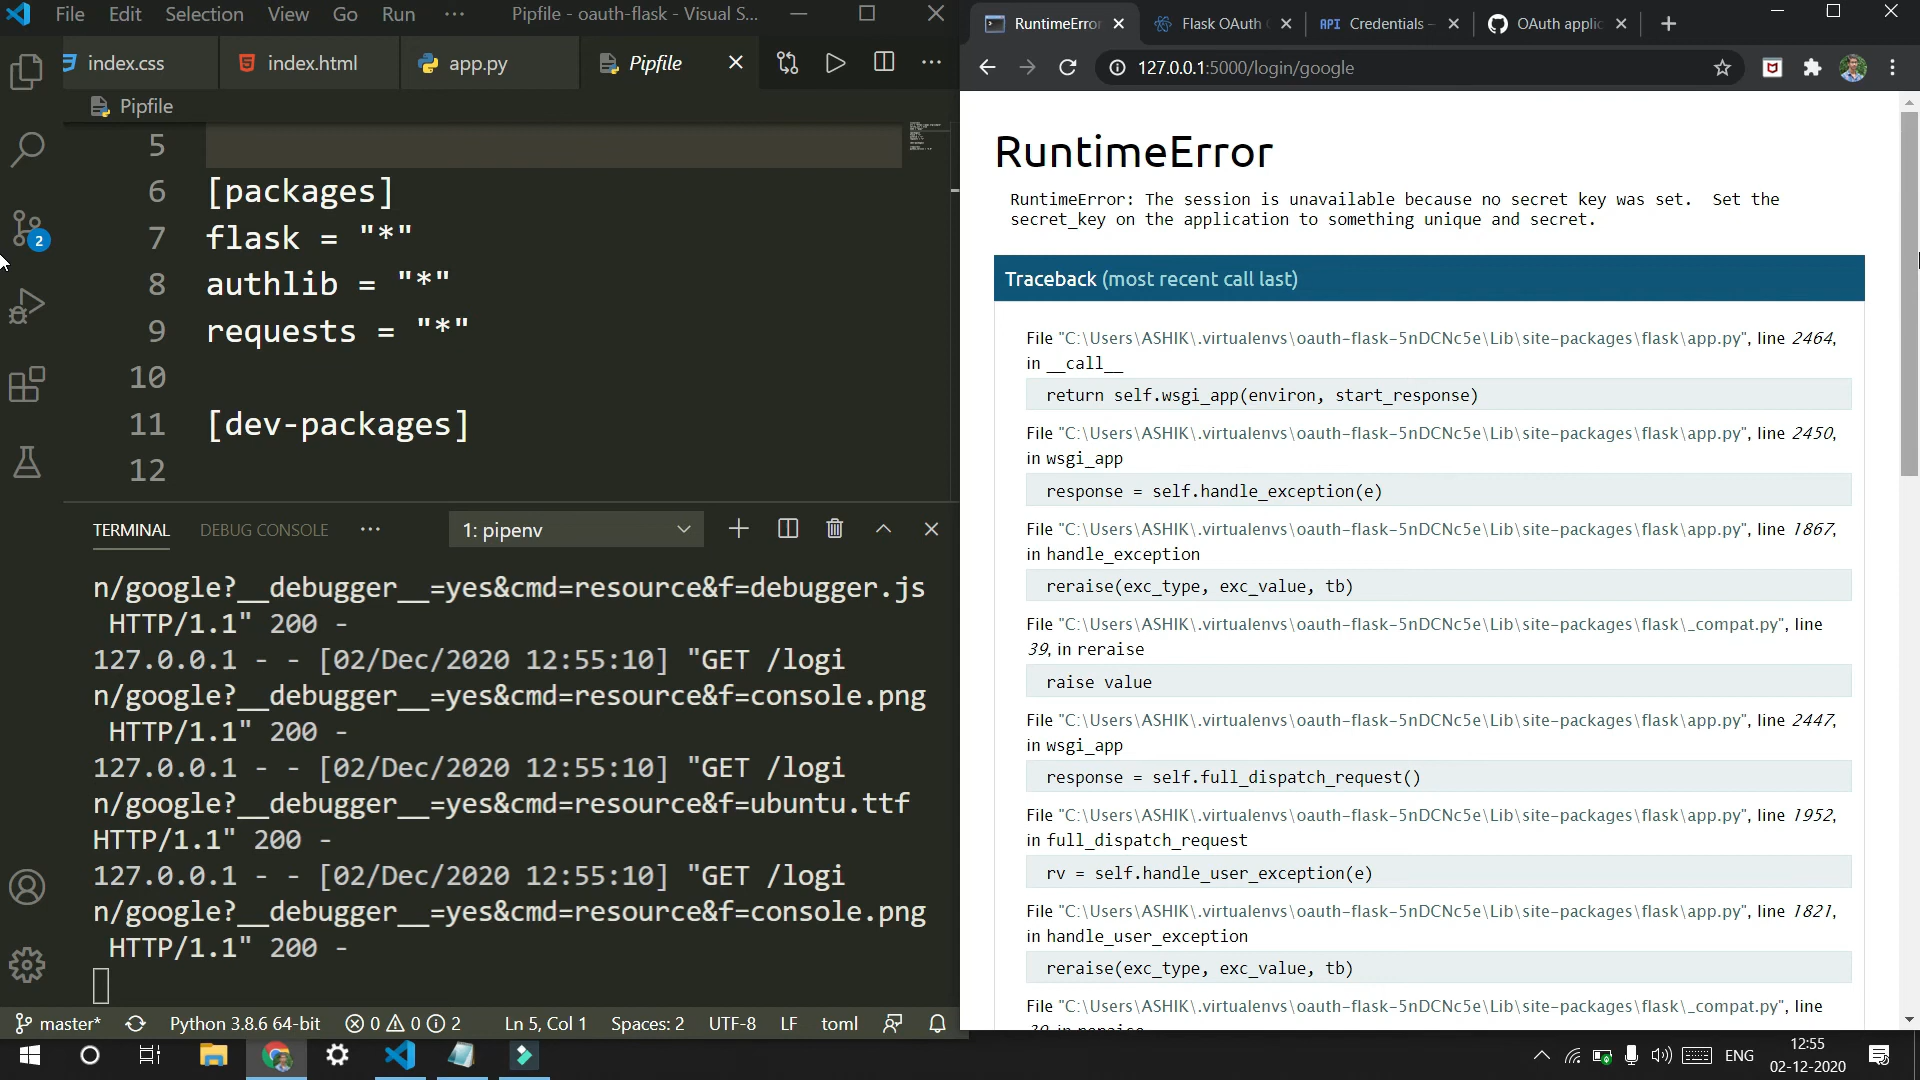 File Edit Selection View Go Run ··· Pipfile - oauth-flask - Visual S...
index.css index.html app.py Pipfile
Pipfile
5
6 [packages]
7 flask = "*"
8 authlib = "*"
9 requests = "*"
10
11 [dev-packages]
12
TERMINAL DEBUG CONSOLE ··· 1: pipenv
n/google?__debugger__=yes&cmd=resource&f=debugger.js
HTTP/1.1" 200 -
127.0.0.1 - - [02/Dec/2020 12:55:10] "GET /logi
n/google?__debugger__=yes&cmd=resource&f=console.png
HTTP/1.1" 200 -
127.0.0.1 - - [02/Dec/2020 12:55:10] "GET /logi
n/google?__debugger__=yes&cmd=resource&f=ubuntu.ttf
HTTP/1.1" 200 -
127.0.0.1 - - [02/Dec/2020 12:55:10] "GET /logi
n/google?__debugger__=yes&cmd=resource&f=console.png
HTTP/1.1" 200 -
2
master* Python 3.8.6 64-bit 0 0 2 Ln 5, Col 1 Spaces: 2 UTF-8 LF toml
RuntimeError Flask OAuth API Credentials - OAuth applic
127.0.0.1:5000/login/google
RuntimeError
RuntimeError: The session is unavailable because no secret key was set. Set the
secret_key on the application to something unique and secret.
Traceback (most recent call last)
File "C:\Users\ASHIK\.virtualenvs\oauth-flask-5nDCNc5e\Lib\site-packages\flask\app.py", line 2464,
in __call__
return self.wsgi_app(environ, start_response)
File "C:\Users\ASHIK\.virtualenvs\oauth-flask-5nDCNc5e\Lib\site-packages\flask\app.py", line 2450,
in wsgi_app
response = self.handle_exception(e)
File "C:\Users\ASHIK\.virtualenvs\oauth-flask-5nDCNc5e\Lib\site-packages\flask\app.py", line 1867,
in handle_exception
reraise(exc_type, exc_value, tb)
File "C:\Users\ASHIK\.virtualenvs\oauth-flask-5nDCNc5e\Lib\site-packages\flask\_compat.py", line
39, in reraise
raise value
File "C:\Users\ASHIK\.virtualenvs\oauth-flask-5nDCNc5e\Lib\site-packages\flask\app.py", line 2447,
in wsgi_app
response = self.full_dispatch_request()
File "C:\Users\ASHIK\.virtualenvs\oauth-flask-5nDCNc5e\Lib\site-packages\flask\app.py", line 1952,
in full_dispatch_request
rv = self.handle_user_exception(e)
File "C:\Users\ASHIK\.virtualenvs\oauth-flask-5nDCNc5e\Lib\site-packages\flask\app.py", line 1821,
in handle_user_exception
reraise(exc_type, exc_value, tb)
File "C:\Users\ASHIK\.virtualenvs\oauth-flask-5nDCNc5e\Lib\site-packages\flask\_compat.py", line
39, in reraise
ENG 12:55
02-12-2020